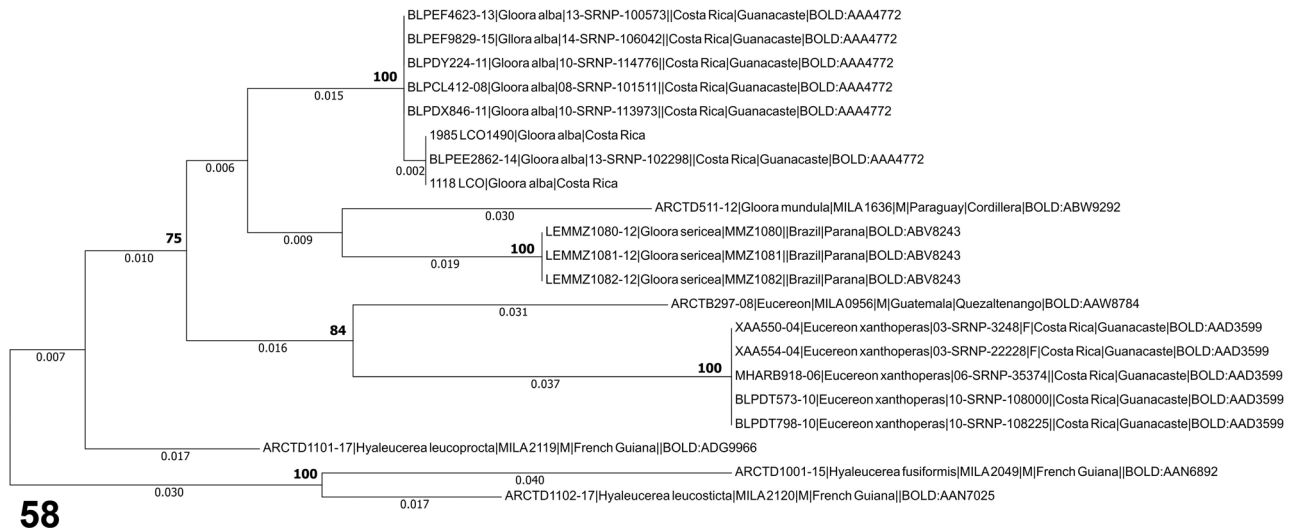 BLPEF4623-13|Gloora alba|13-SRNP-100573||Costa Rica|Guanacaste|BOLD:AAA4772
BLPEF9829-15|Gllora alba|14-SRNP-106042||Costa Rica|Guanacaste|BOLD:AAA4772
BLPDY224-11|Gloora alba|10-SRNP-114776||Costa Rica|Guanacaste|BOLD:AAA4772
100
BLPCL412-08|Gloora alba|08-SRNP-101511||Costa Rica|Guanacaste|BOLD:AAA4772
0.015
BLPDX846-11|Gloora alba|10-SRNP-113973||Costa Rica|Guanacaste|BOLD:AAA4772
1985 LCO1490|Gloora alba|Costa Rica
BLPEE2862-14|Gloora alba|13-SRNP-102298||Costa Rica|Guanacaste|BOLD:AAA4772
0.006
0.002
1118 LCO|Gloora alba|Costa Rica
ARCTD511-12|Gloora mundula|MILA 1636|M|Paraguay|Cordillera|BOLD:ABW9292
0.030
LEMMZ1080-12|Gloora sericea|MMZ1080||Brazil|Parana|BOLD:ABV8243
75
0.009
100
LEMMZ1081-12|Gloora sericea|MMZ1081||Brazil|Parana|BOLD:ABV8243
0.010
0.019
LEMMZ1082-12|Gloora sericea|MMZ1082||Brazil|Parana|BOLD:ABV8243
ARCTB297-08|Eucereon|MILA 0956|M|Guatemala|Quezaltenango|BOLD:AAW8784
0.031
84
XAA550-04|Eucereon xanthoperas|03-SRNP-3248|F|Costa Rica|Guanacaste|BOLD:AAD3599
0.016
XAA554-04|Eucereon xanthoperas|03-SRNP-22228|F|Costa Rica|Guanacaste|BOLD:AAD3599
0.007
100
MHARB918-06|Eucereon xanthoperas|06-SRNP-35374||Costa Rica|Guanacaste|BOLD:AAD3599
0.037
BLPDT573-10|Eucereon xanthoperas|10-SRNP-108000||Costa Rica|Guanacaste|BOLD:AAD3599
BLPDT798-10|Eucereon xanthoperas|10-SRNP-108225||Costa Rica|Guanacaste|BOLD:AAD3599
ARCTD1101-17|Hyaleucerea leucoprocta|MILA 2119|M|French Guiana||BOLD:ADG9966
0.017
100
ARCTD1001-15|Hyaleucerea fusiformis|MILA 2049|M|French Guiana||BOLD:AAN6892
0.040
0.030
ARCTD1102-17|Hyaleucerea leucosticta|MILA 2120|M|French Guiana||BOLD:AAN7025
0.017
58